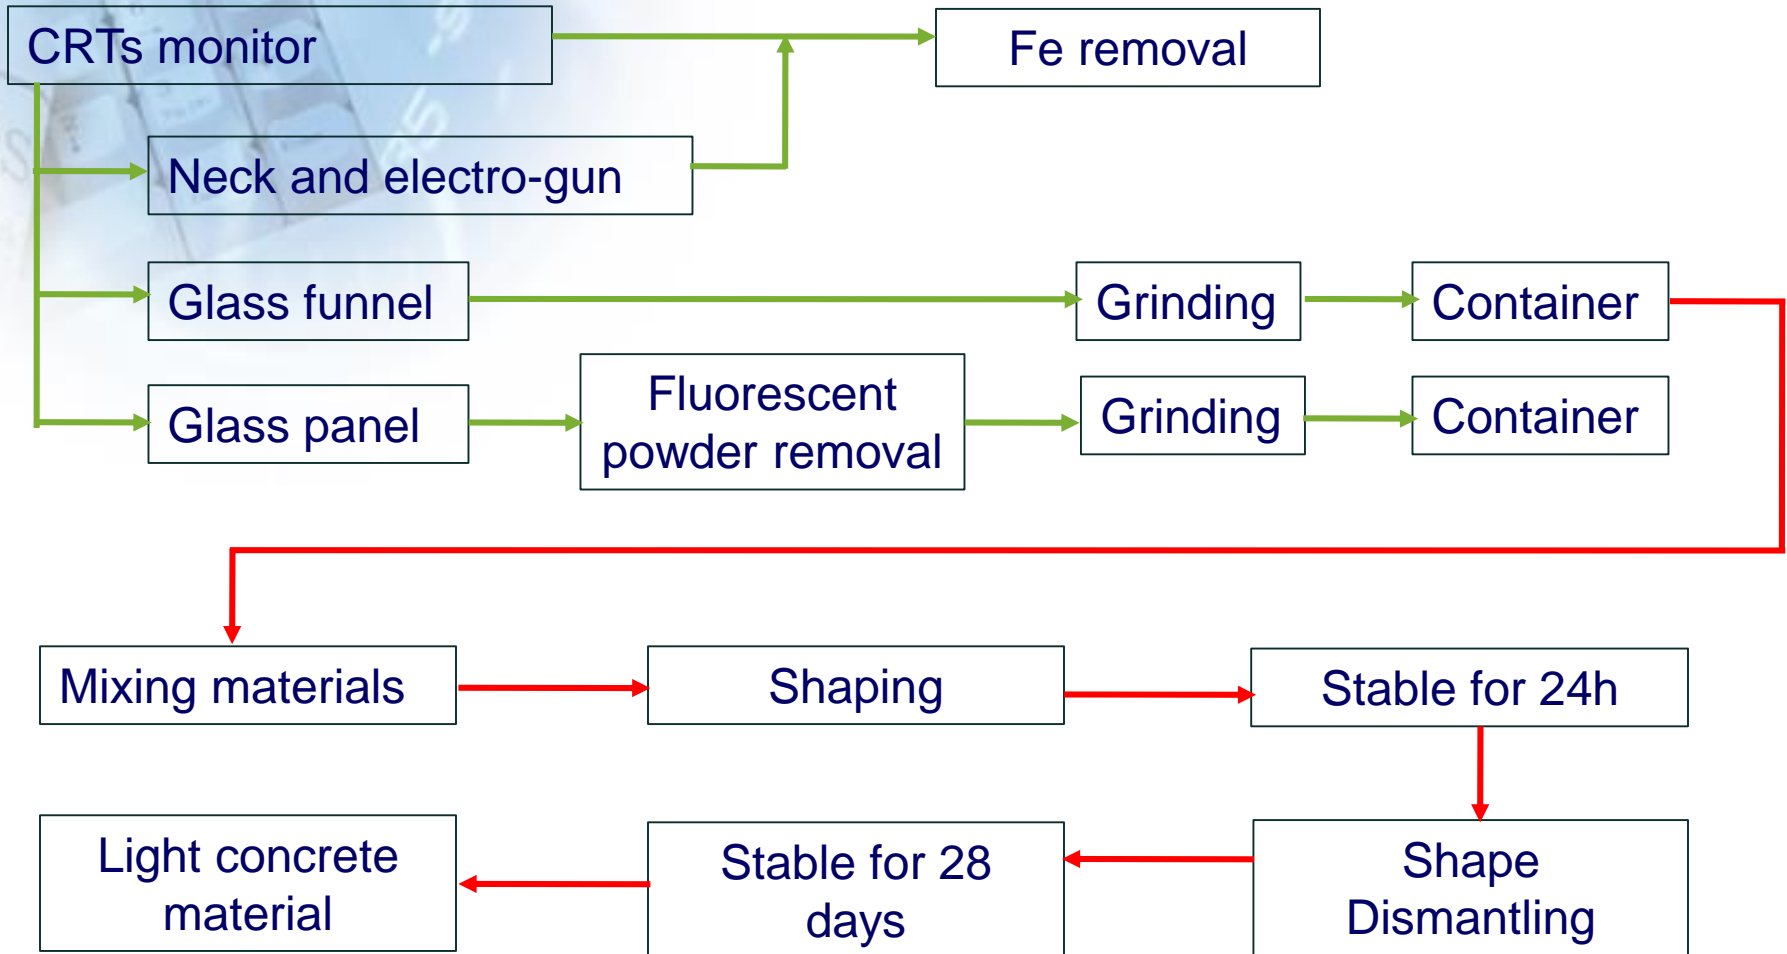 CRTs monitor
Fe removal
Neck and electro-gun
Glass funnel
Grinding
Container
Glass panel
Fluorescent
powder removal
Grinding
Container
Mixing materials
Shaping
Stable for 24h
Light concrete
material
Stable for 28
days
Shape
Dismantling